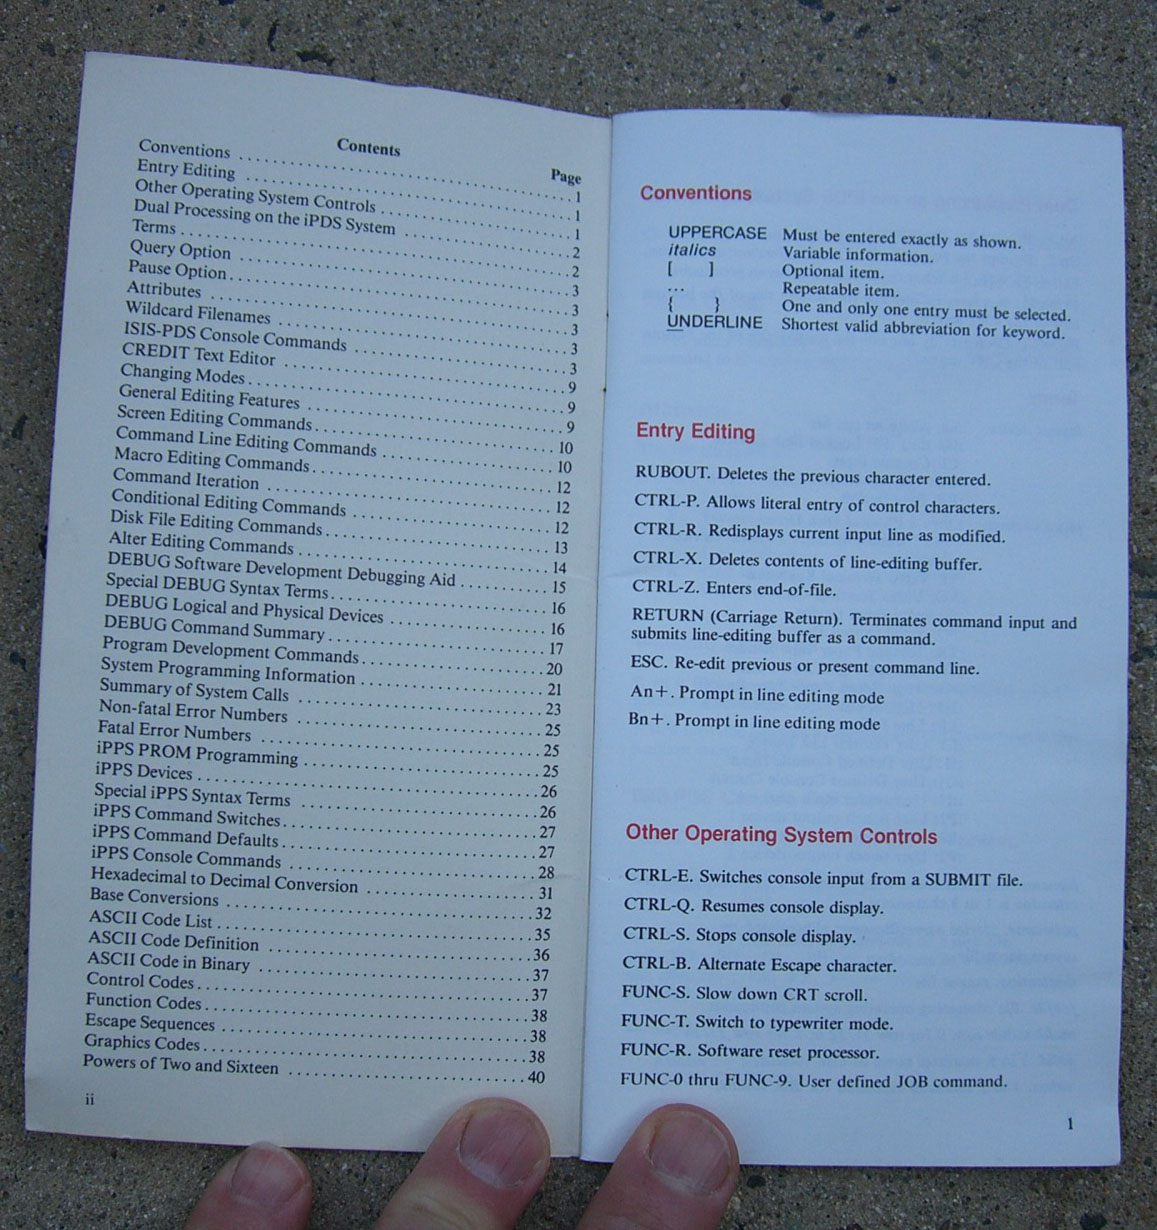 Contents
Page
Conventions ........ 1
Entry Editing ........ 1
Other Operating System Controls ........ 1
Dual Processing on the iPDS System ........ 2
Terms ........ 2
Query Option ........ 3
Pause Option ........ 3
Attributes ........ 3
Wildcard Filenames ........ 3
ISIS-PDS Console Commands ........ 3
CREDIT Text Editor ........ 9
Changing Modes ........ 9
General Editing Features ........ 9
Screen Editing Commands ........ 10
Command Line Editing Commands ........ 10
Macro Editing Commands ........ 12
Command Iteration ........ 12
Conditional Editing Commands ........ 12
Disk File Editing Commands ........ 13
Alter Editing Commands ........ 14
DEBUG Software Development Debugging Aid ........ 15
Special DEBUG Syntax Terms ........ 16
DEBUG Logical and Physical Devices ........ 16
DEBUG Command Summary ........ 17
Program Development Commands ........ 20
System Programming Information ........ 21
Summary of System Calls ........ 23
Non-fatal Error Numbers ........ 25
Fatal Error Numbers ........ 25
iPPS PROM Programming ........ 25
iPPS Devices ........ 26
Special iPPS Syntax Terms ........ 26
iPPS Command Switches ........ 27
iPPS Command Defaults ........ 27
iPPS Console Commands ........ 28
Hexadecimal to Decimal Conversion ........ 31
Base Conversions ........ 32
ASCII Code List ........ 35
ASCII Code Definition ........ 36
ASCII Code in Binary ........ 37
Control Codes ........ 37
Function Codes ........ 38
Escape Sequences ........ 38
Graphics Codes ........ 38
Powers of Two and Sixteen ........ 40
ii
Conventions
UPPERCASE Must be entered exactly as shown.
italics Variable information.
[ ] Optional item.
... Repeatable item.
{ } One and only one entry must be selected.
UNDERLINE Shortest valid abbreviation for keyword.
Entry Editing
RUBOUT. Deletes the previous character entered.
CTRL-P. Allows literal entry of control characters.
CTRL-R. Redisplays current input line as modified.
CTRL-X. Deletes contents of line-editing buffer.
CTRL-Z. Enters end-of-file.
RETURN (Carriage Return). Terminates command input and
submits line-editing buffer as a command.
ESC. Re-edit previous or present command line.
An+. Prompt in line editing mode
Bn+. Prompt in line editing mode
Other Operating System Controls
CTRL-E. Switches console input from a SUBMIT file.
CTRL-Q. Resumes console display.
CTRL-S. Stops console display.
CTRL-B. Alternate Escape character.
FUNC-S. Slow down CRT scroll.
FUNC-T. Switch to typewriter mode.
FUNC-R. Software reset processor.
FUNC-0 thru FUNC-9. User defined JOB command.
1